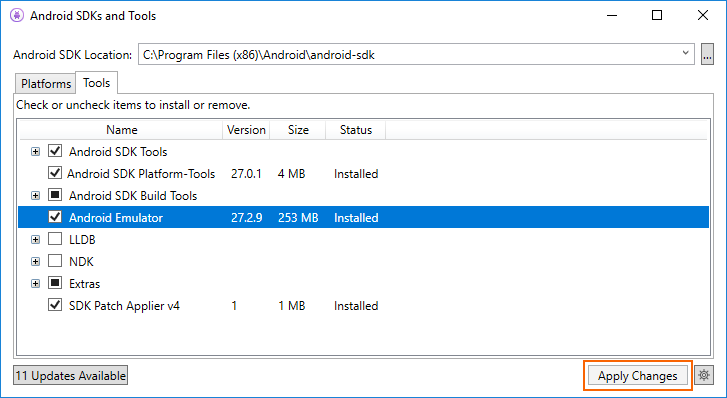 Android SDKs and Tools
Android SDK Location: C:\Program Files (x86)\Android\android-sdk ...
Platforms Tools
Check or uncheck items to install or remove.
Name Version Size Status
Android SDK Tools
Android SDK Platform-Tools 27.0.1 4 MB Installed
Android SDK Build Tools
Android Emulator 27.2.9 253 MB Installed
LLDB
NDK
Extras
SDK Patch Applier v4 1 1 MB Installed
11 Updates Available Apply Changes